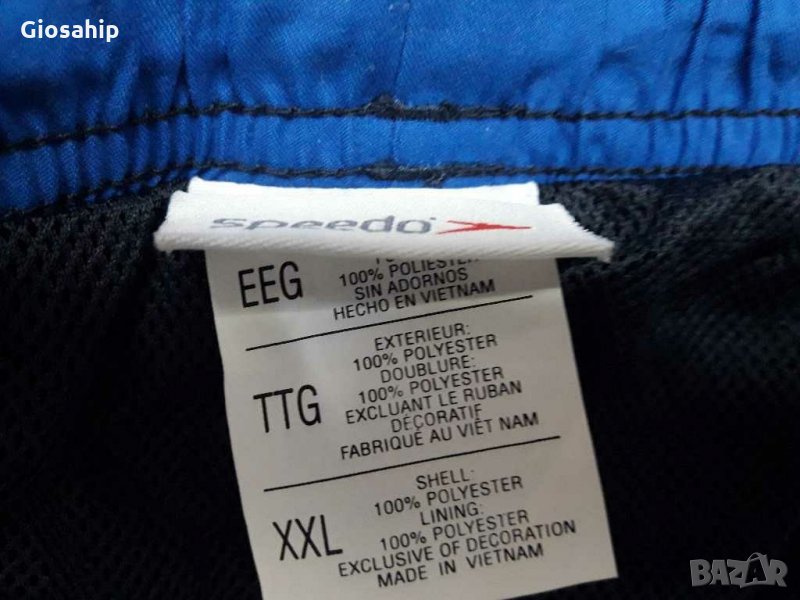 Giosahip
speedo
EEG
100% POLIESTER
SIN ADORNOS
HECHO EN VIETNAM
TTG
EXTERIEUR:
100% POLYESTER
DOUBLURE:
100% POLYESTER
EXCLUANT LE RUBAN
DÉCORATIF
FABRIQUÉ AU VIÊT NAM
XXL
SHELL:
100% POLYESTER
LINING:
100% POLYESTER
EXCLUSIVE OF DECORATION
MADE IN VIETNAM
BAZAR